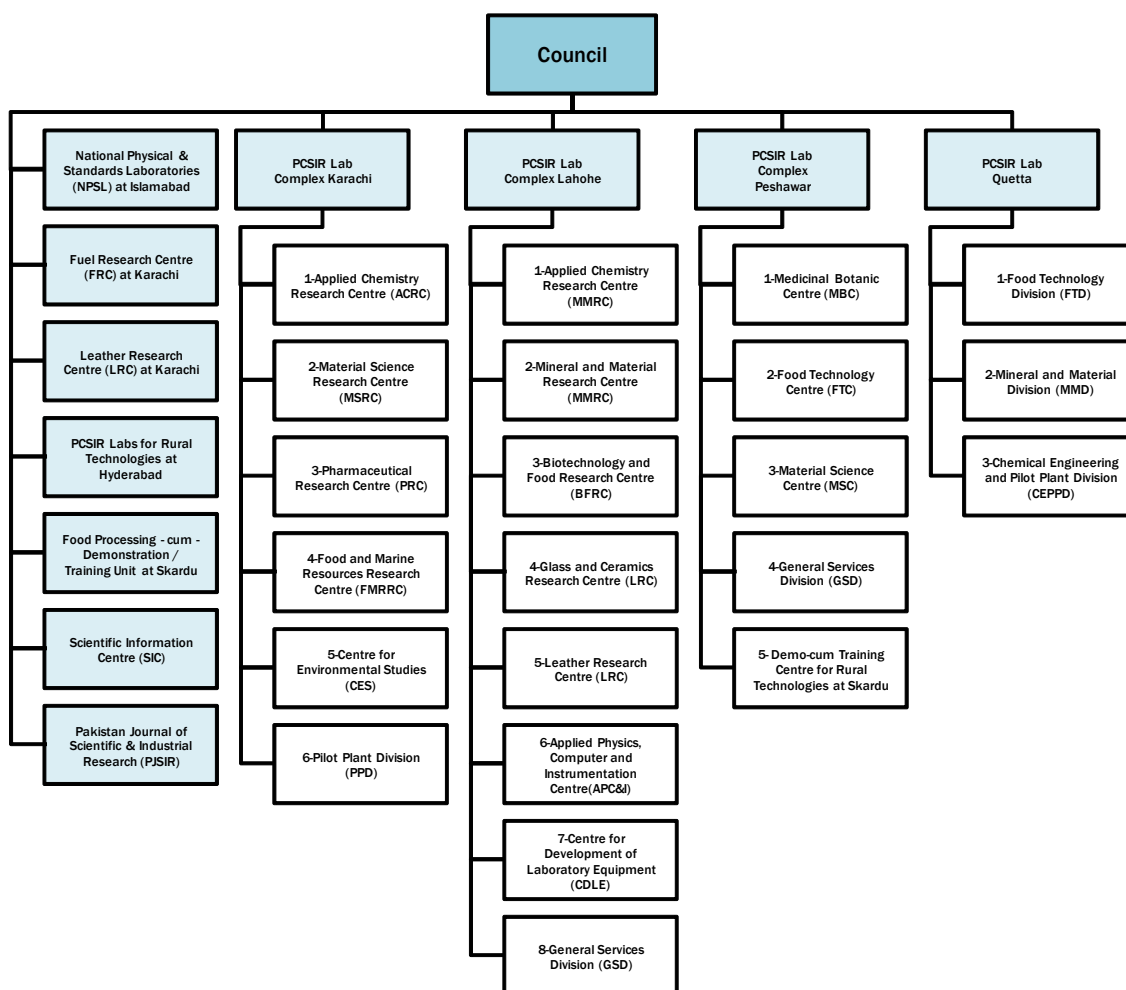 Council
National Physical &
Standards Laboratories
(NPSL) at Islamabad
Fuel Research Centre
(FRC) at Karachi
Leather Research
Centre (LRC) at Karachi
PCSIR Labs for Rural
Technologies at
Hyderabad
Food Processing - cum -
Demonstration /
Training Unit at Skardu
Scientific Information
Centre (SIC)
Pakistan Journal of
Scientific & Industrial
Research (PJSIR)
PCSIR Lab
Complex Karachi
1-Applied Chemistry
Research Centre (ACRC)
2-Material Science
Research Centre
(MSRC)
3-Pharmaceutical
Research Centre (PRC)
4-Food and Marine
Resources Research
Centre (FMRRC)
5-Centre for
Environmental Studies
(CES)
6-Pilot Plant Division
(PPD)
PCSIR Lab
Complex Lahohe
1-Applied Chemistry
Research Centre
(MMRC)
2-Mineral and Material
Research Centre
(MMRC)
3-Biotechnology and
Food Research Centre
(BFRC)
4-Glass and Ceramics
Research Centre (LRC)
5-Leather Research
Centre (LRC)
6-Applied Physics,
Computer and
Instrumentation
Centre(APC&I)
7-Centre for
Development of
Laboratory Equipment
(CDLE)
8-General Services
Division (GSD)
PCSIR Lab
Complex
Peshawar
1-Medicinal Botanic
Centre (MBC)
2-Food Technology
Centre (FTC)
3-Material Science
Centre (MSC)
4-General Services
Division (GSD)
5- Demo-cum Training
Centre for Rural
Technologies at Skardu
PCSIR Lab
Quetta
1-Food Technology
Division (FTD)
2-Mineral and Material
Division (MMD)
3-Chemical Engineering
and Pilot Plant Division
(CEPPD)